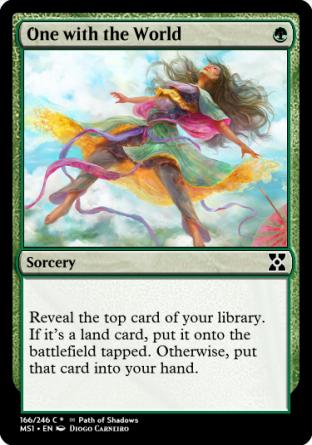 One with the World
Sorcery
Reveal the top card of your library.
If it's a land card, put it onto the
battlefield tapped. Otherwise, put
that card into your hand.
166/246 C * ∞ Path of Shadows
MS1 • EN Diogo Carneiro